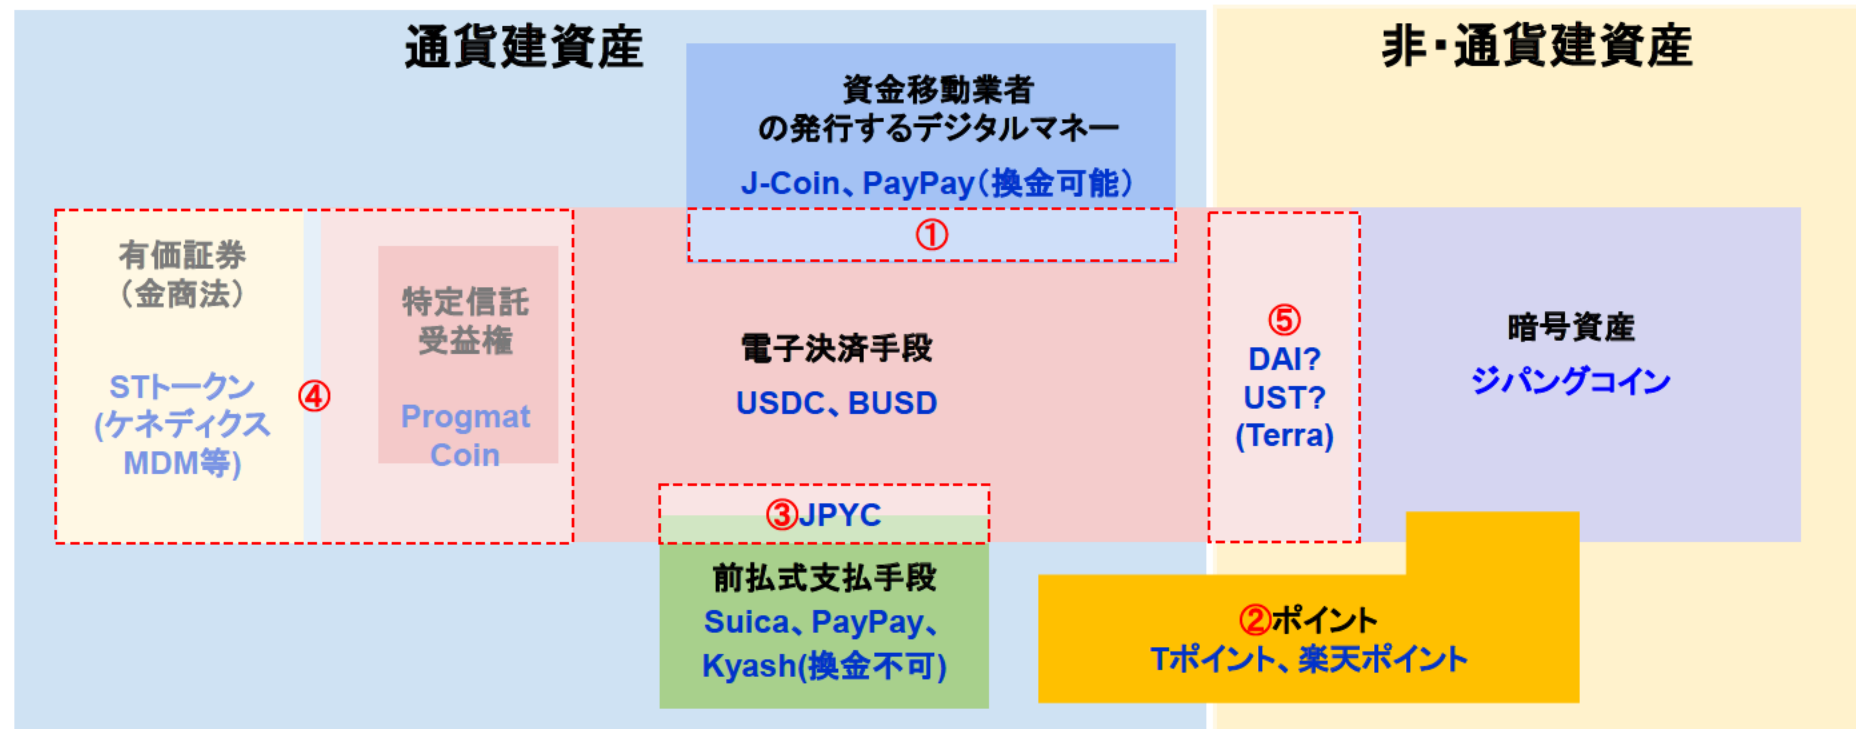 通貨建資産
非・通貨建資産
資金移動業者
の発行するデジタルマネー
J-Coin、PayPay（換金可能）
①
有価証券
（金商法）
STトークン
(ケネディクス
MDM等)
④
特定信託
受益権
Progmat
Coin
電子決済手段
USDC、BUSD
⑤
DAI?
UST?
(Terra)
暗号資産
ジパングコイン
③JPYC
前払式支払手段
Suica、PayPay、
Kyash(換金不可)
②ポイント
Tポイント、楽天ポイント